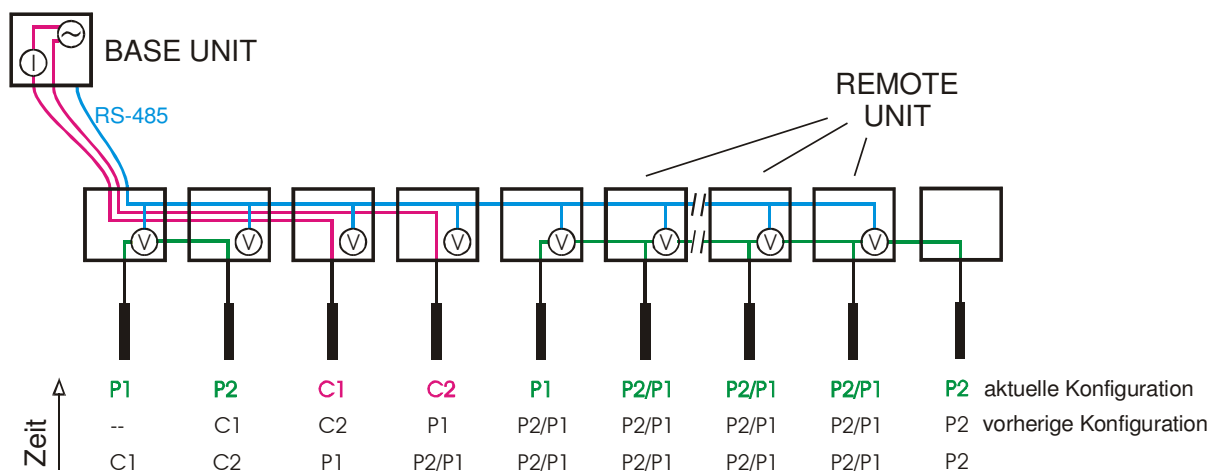 BASE UNIT
RS-485
REMOTE
UNIT
V V V V V V V V
P1 P2 C1 C2 P1 P2/P1 P2/P1 P2/P1 P2 aktuelle Konfiguration
-- C1 C2 P1 P2/P1 P2/P1 P2/P1 P2/P1 P2 vorherige Konfiguration
C1 C2 P1 P2/P1 P2/P1 P2/P1 P2/P1 P2/P1 P2
Zeit
I
~